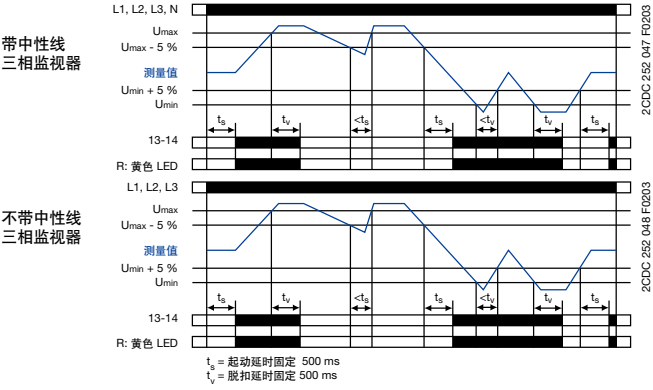 L1, L2, L3, N
带中性线
三相监视器
Umax
Umax - 5 %
测量值
Umin + 5 %
Umin
ts
tv
<ts
ts
<tv
tv
ts
13-14
R: 黄色 LED
2CDC 252 047 F0203
L1, L2, L3
不带中性线
三相监视器
Umax
Umax - 5 %
测量值
Umin + 5 %
Umin
ts
tv
<ts
ts
<tv
tv
ts
13-14
R: 黄色 LED
2CDC 252 048 F0203
ts = 起动延时固定 500 ms
tv = 脱扣延时固定 500 ms